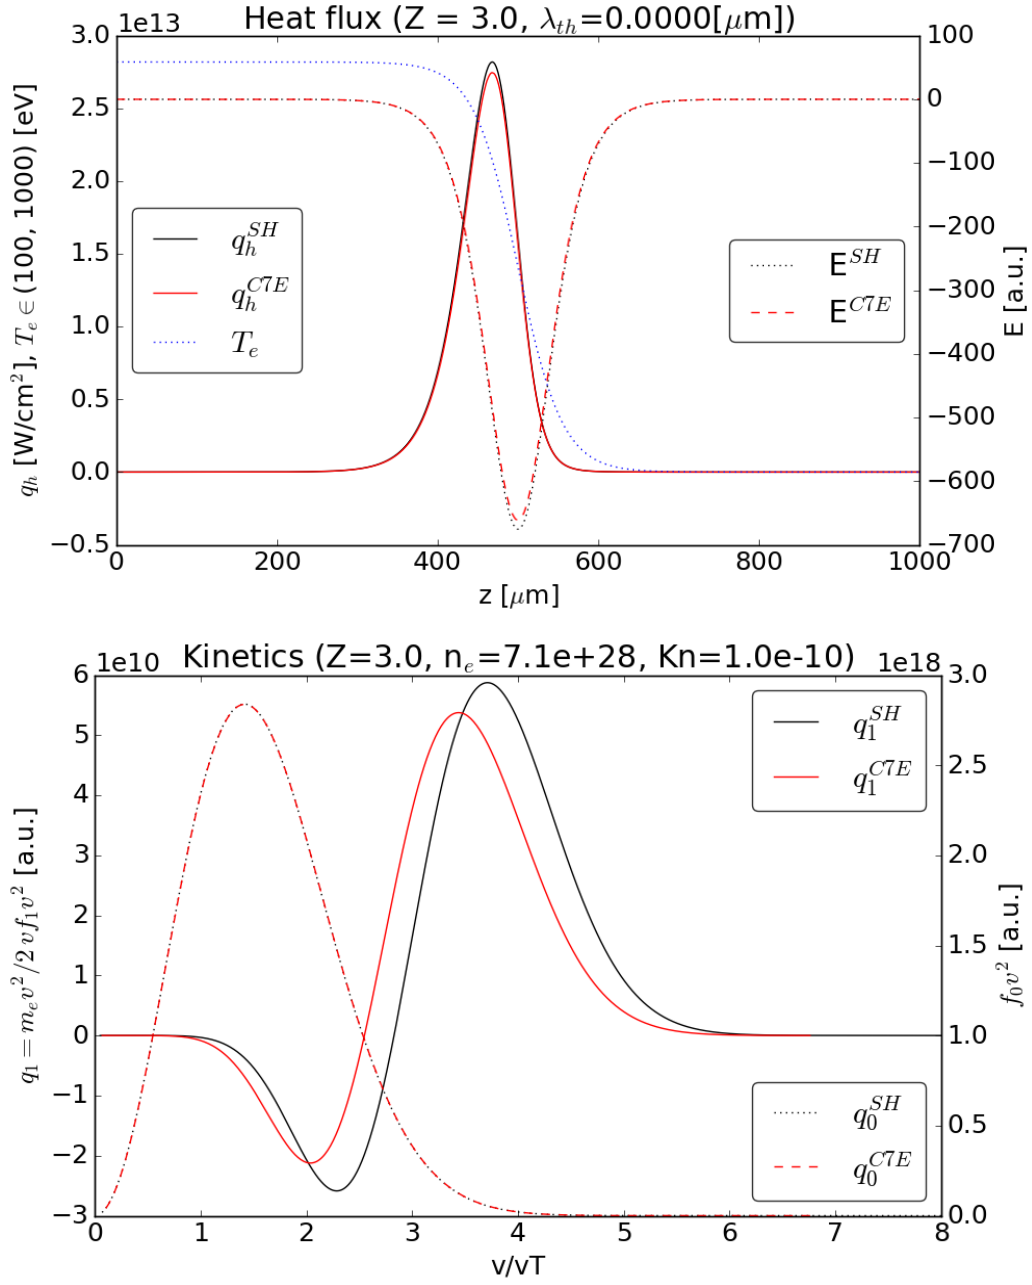 Heat flux (Z = 3.0, λ_th=0.0000[μm])
1e13
3.0
2.5
2.0
1.5
1.0
0.5
0.0
−0.5
q_h [W/cm²], T_e ∈ (100, 1000) [eV]
q_h^SH
q_h^C7E
T_e
E^SH
E^C7E
100
0
−100
−200
−300
−400
−500
−600
−700
E [a.u.]
0
200
400
600
800
1000
z [μm]
Kinetics (Z=3.0, n_e=7.1e+28, Kn=1.0e-10)
1e10
1e18
6
5
4
3
2
1
0
−1
−2
−3
q_1 = m_e v²/2 v f_1 v² [a.u.]
q_1^SH
q_1^C7E
q_0^SH
q_0^C7E
3.0
2.5
2.0
1.5
1.0
0.5
0.0
f_0 v² [a.u.]
0
1
2
3
4
5
6
7
8
v/vT